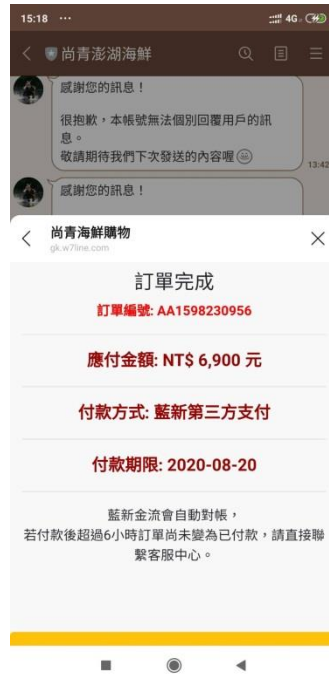 15:18 ...
4G
尚青澎湖海鮮
感謝您的訊息！
很抱歉，本帳號無法個別回覆用戶的訊
息。
敬請期待我們下次發送的內容喔
13:42
感謝您的訊息！
尚青海鮮購物
gk.w7line.com
訂單完成
訂單編號: AA1598230956
應付金額: NT$ 6,900 元
付款方式: 藍新第三方支付
付款期限: 2020-08-20
藍新金流會自動對帳，
若付款後超過6小時訂單尚未變為已付款，請直接聯
繫客服中心。